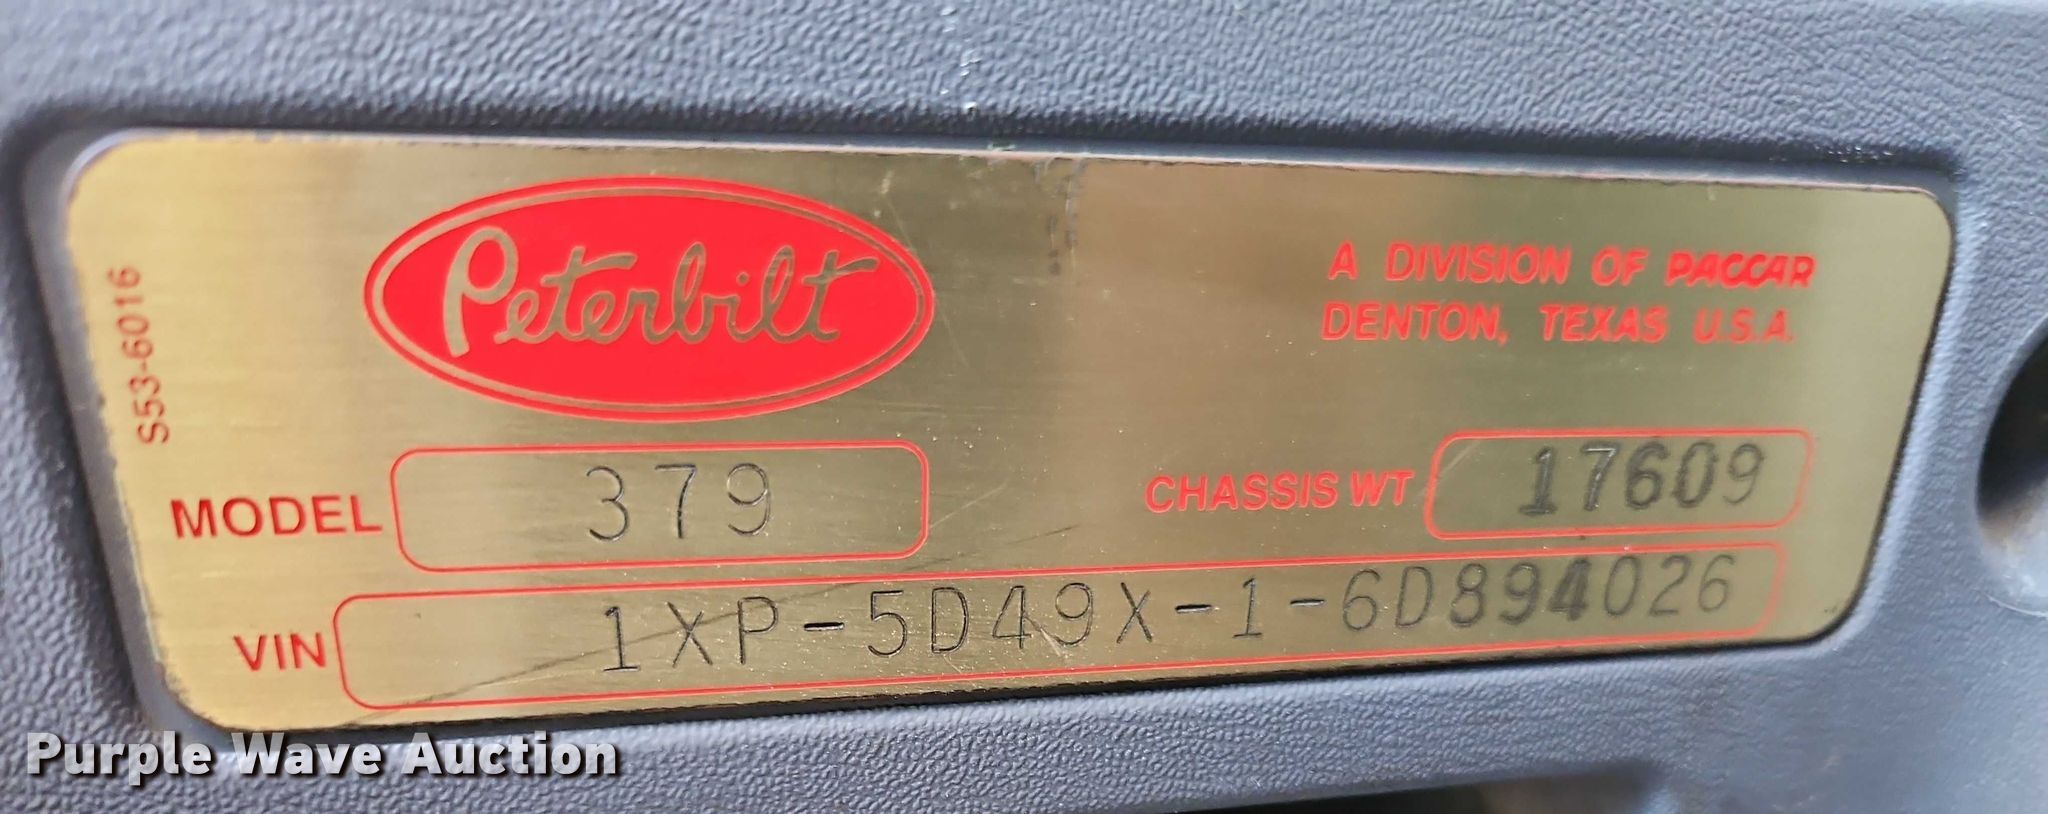 S53-6016
Peterbilt
A DIVISION OF PACCAR
DENTON, TEXAS U.S.A.
MODEL 379
CHASSIS WT 17609
VIN 1XP-5D49X-1-6D894026
Purple Wave Auction